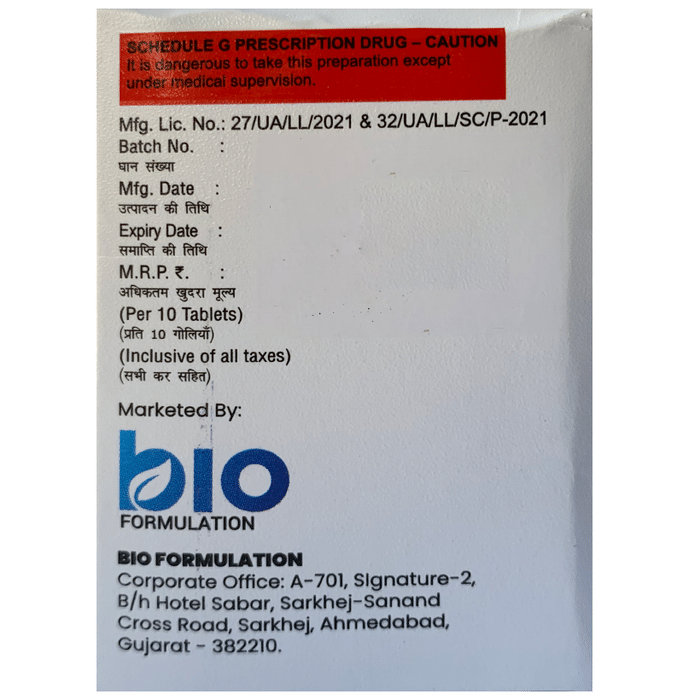 SCHEDULE G PRESCRIPTION DRUG – CAUTION
It is dangerous to take this preparation except
under medical supervision.
Mfg. Lic. No.: 27/UA/LL/2021 & 32/UA/LL/SC/P-2021
Batch No. :
घान संख्या
Mfg. Date :
उत्पादन की तिथि
Expiry Date :
समाप्ति की तिथि
M.R.P. ₹. :
अधिकतम खुदरा मूल्य
(Per 10 Tablets)
(प्रति 10 गोलियाँ)
(Inclusive of all taxes)
(सभी कर सहित)
Marketed By:
bio
FORMULATION
BIO FORMULATION
Corporate Office: A-701, SIgnature-2,
B/h Hotel Sabar, Sarkhej-Sanand
Cross Road, Sarkhej, Ahmedabad,
Gujarat - 382210.